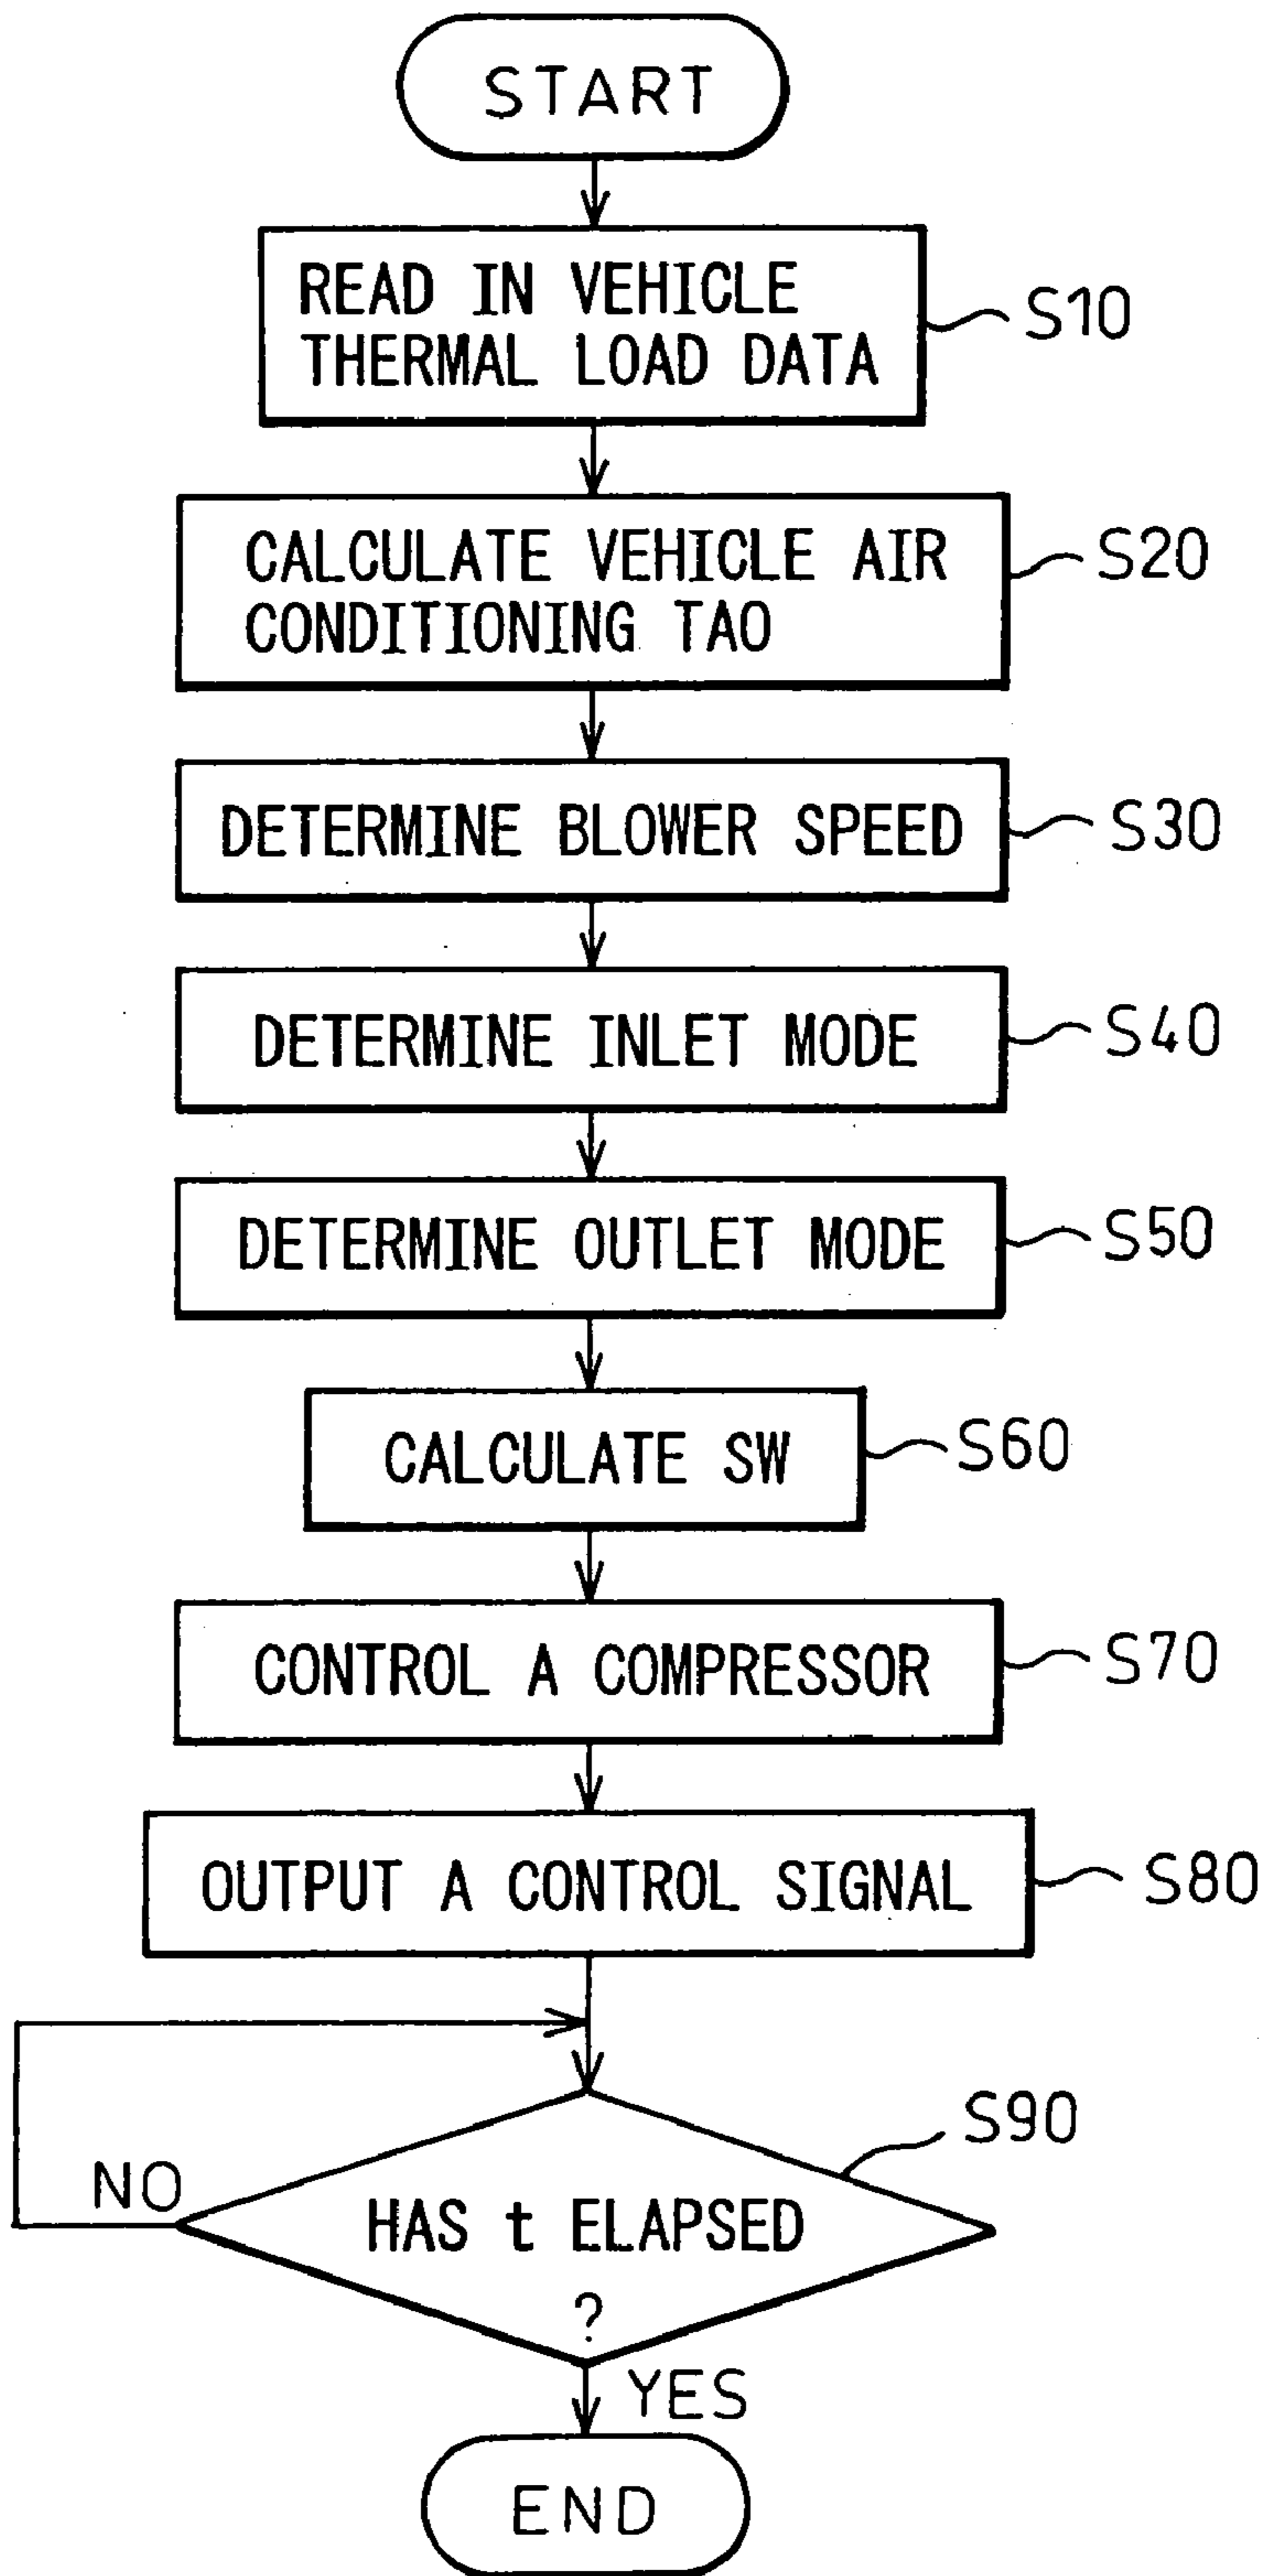 START
READ IN VEHICLE
THERMAL LOAD DATA
S10
CALCULATE VEHICLE AIR
CONDITIONING TAO
S20
DETERMINE BLOWER SPEED
S30
DETERMINE INLET MODE
S40
DETERMINE OUTLET MODE
S50
CALCULATE SW
S60
CONTROL A COMPRESSOR
S70
OUTPUT A CONTROL SIGNAL
S80
S90
NO
HAS t ELAPSED
?
YES
END